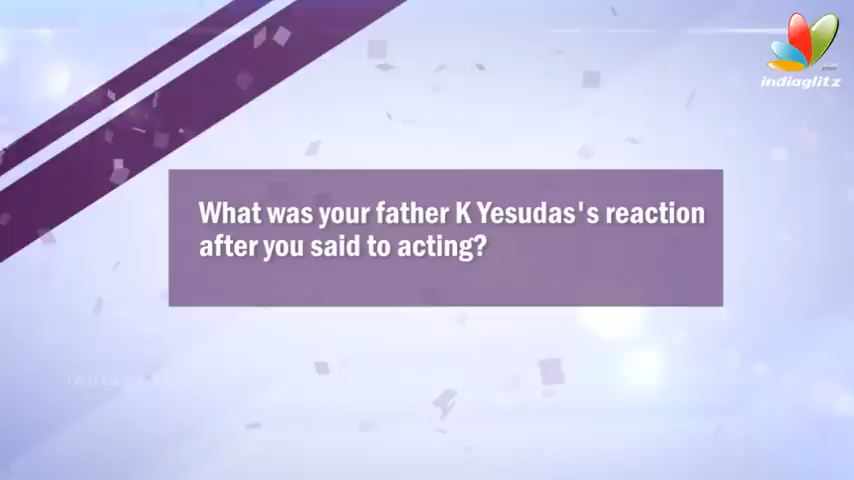 indiaglitz
What was your father K Yesudas's reaction
after you said to acting?